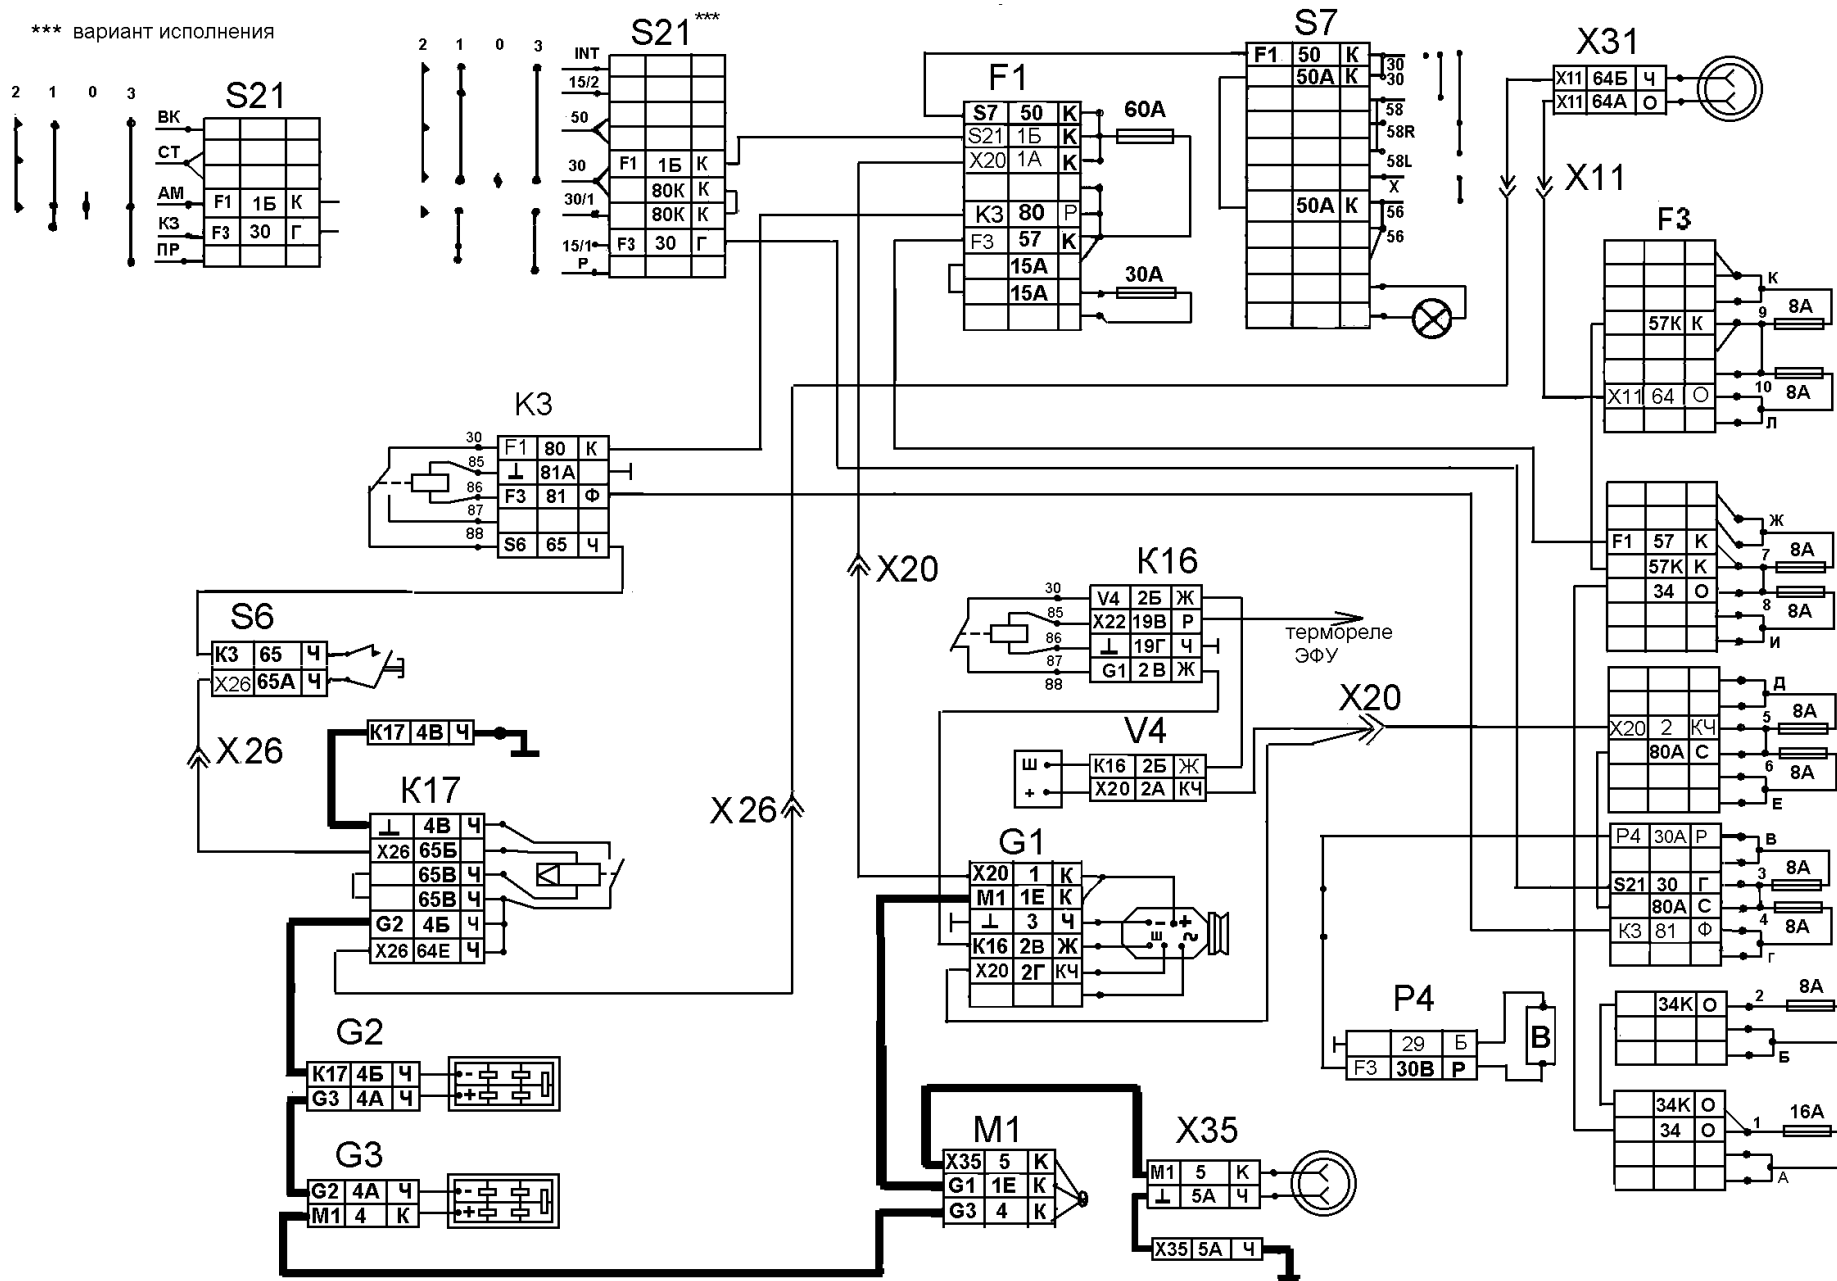 *** вариант исполнения
2 1 0 3
S21
ВК
СТ
АМ
КЗ
ПР
F1 1Б К
F3 30 Г
2 1 0 3
S21 ***
INT
15/2
50
30
30/1
15/1
Р
F1 1Б К
80К К
80К К
F3 30 Г
F1
S7 50 К
S21 1Б К
X20 1А К
K3 80 Р
F3 57 К
15А
15А
60А
30А
S7
F1 50 К
50А К
50А К
30
30
58
58R
58L
X
56
56
X31
X11 64Б Ч
X11 64А О
X11
F3
57К К
X11 64 О
К
8А
9
10
8А
Л
F1 57 К
57К К
34 О
Ж
8А
7
8
8А
И
X20 2 КЧ
80А С
Д
8А
5
6
8А
Е
P4 30А Р
S21 30 Г
80А С
К3 81 Ф
В
8А
3
4
8А
Г
34К О
2
8А
Б
34К О
34 О
1
16А
А
K3
30
85
86
87
88
F1 80 К
⊥ 81А
F3 81 Ф
S6 65 Ч
S6
К3 65 Ч
X26 65А Ч
X26
К17 4В Ч
К17
⊥ 4В Ч
X26 65Б
65В Ч
65В Ч
G2 4Б Ч
X26 64Е Ч
X26
X20
К16
30
85
86
87
88
V4 2Б Ж
X22 19В Р
⊥ 19Г Ч
G1 2В Ж
термореле
ЭФУ
X20
V4
Ш
+
К16 2Б Ж
X20 2А КЧ
G1
X20 1 К
М1 1Е К
⊥ 3 Ч
К16 2В Ж
X20 2Г КЧ
- +
Ш ~
P4
29 Б
F3 30В Р
В
G2
К17 4Б Ч
G3 4А Ч
-
+
G3
G2 4А Ч
М1 4 К
-
+
М1
X35 5 К
G1 1Е К
G3 4 К
X35
М1 5 К
⊥ 5А Ч
X35 5А Ч